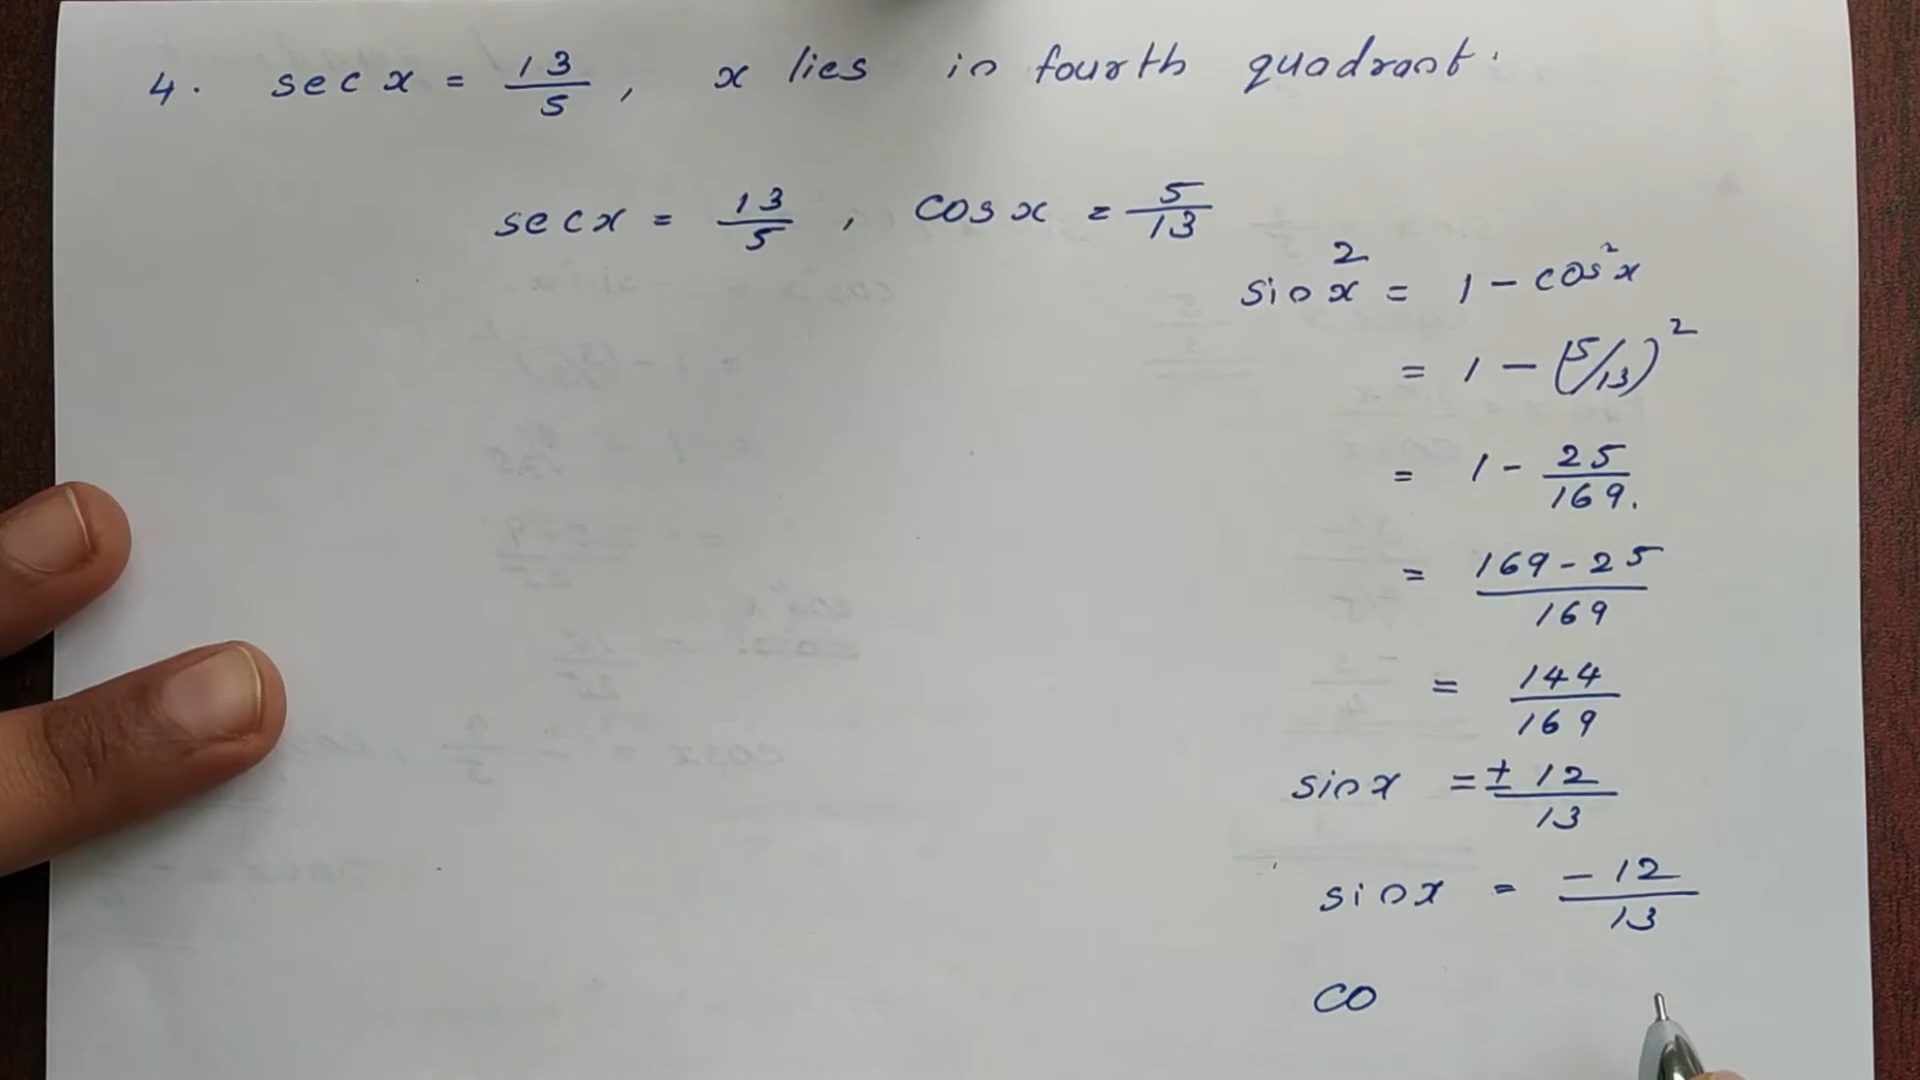 4. sec x = 13/5, x lies in fourth quadrant.
sec x = 13/5, cos x = 5/13
sin²x = 1 - cos²x
= 1 - (5/13)²
= 1 - 25/169.
= (169 - 25)/169
= 144/169
sin x = ± 12/13
sin x = -12/13
co